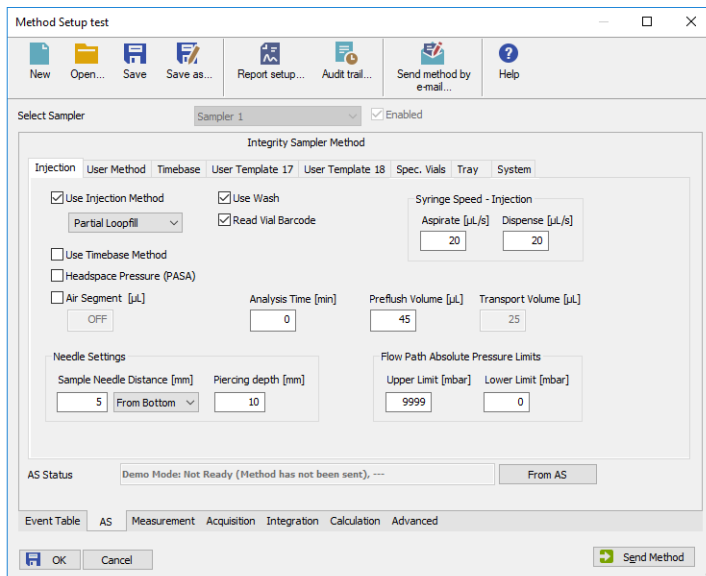 Method Setup test
New
Open...
Save
Save as...
Report setup...
Audit trail...
Send method by
e-mail...
Help
Select Sampler
Sampler 1
Enabled
Integrity Sampler Method
Injection User Method Timebase User Template 17 User Template 18 Spec. Vials Tray System
Use Injection Method
Use Wash
Syringe Speed - Injection
Partial Loopfill
Read Vial Barcode
Aspirate [µL/s] Dispense [µL/s]
20 20
Use Timebase Method
Headspace Pressure (PASA)
Air Segment [µL]
Analysis Time [min]
Preflush Volume [µL]
Transport Volume [µL]
OFF
0
45
25
Needle Settings
Flow Path Absolute Pressure Limits
Sample Needle Distance [mm] Piercing depth [mm]
Upper Limit [mbar] Lower Limit [mbar]
5 From Bottom 10
9999 0
AS Status
Demo Mode: Not Ready (Method has not been sent), ---
From AS
Event Table AS Measurement Acquisition Integration Calculation Advanced
OK
Cancel
Send Method